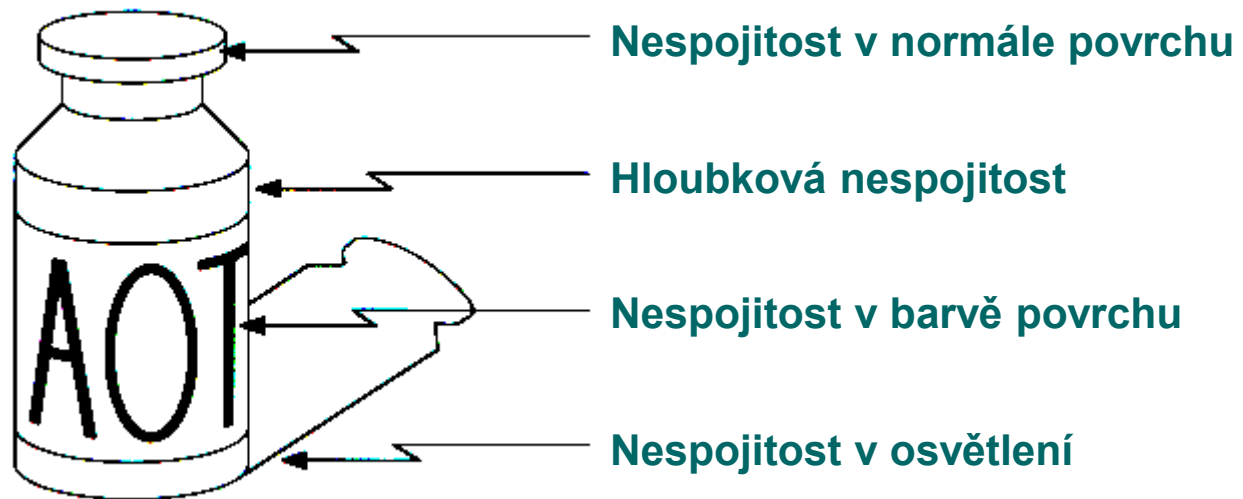 Nespojitost v normále povrchu
Hloubková nespojitost
AOT
Nespojitost v barvě povrchu
Nespojitost v osvětlení